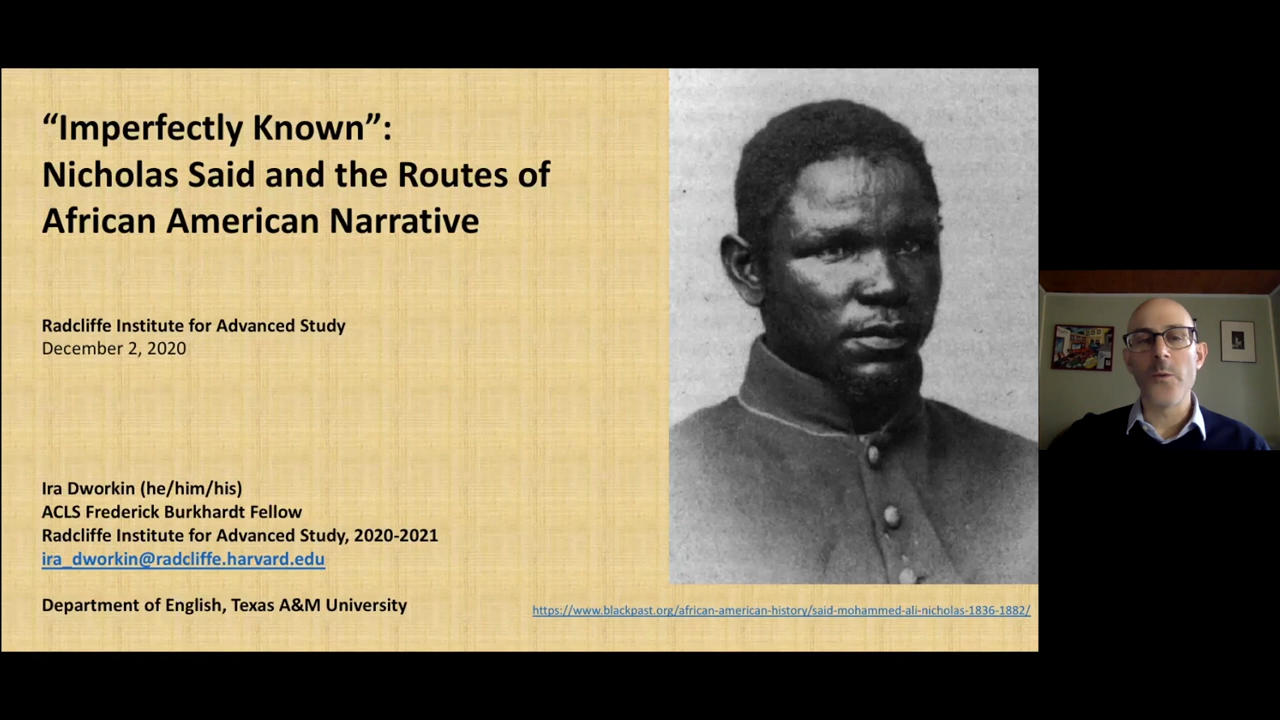 “Imperfectly Known”:
Nicholas Said and the Routes of
African American Narrative
Radcliffe Institute for Advanced Study
December 2, 2020
Ira Dworkin (he/him/his)
ACLS Frederick Burkhardt Fellow
Radcliffe Institute for Advanced Study, 2020-2021
ira_dworkin@radcliffe.harvard.edu
Department of English, Texas A&M University
https://www.blackpast.org/african-american-history/said-mohammed-ali-nicholas-1836-1882/